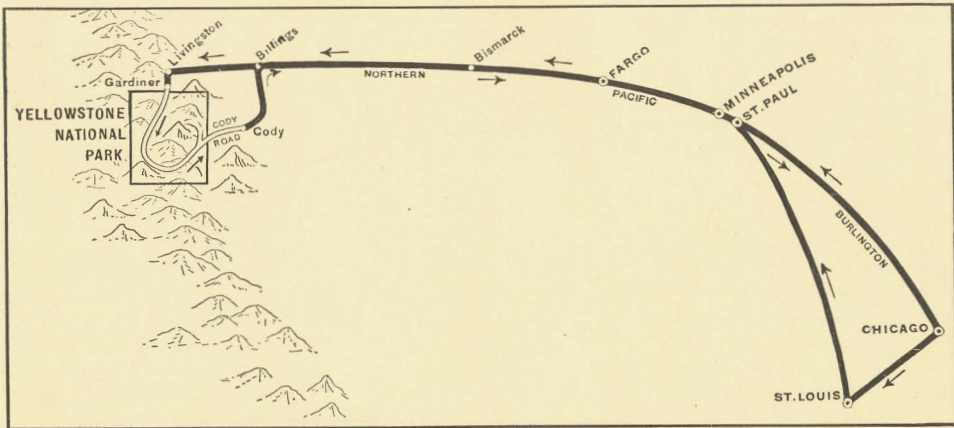 Livingston
Billings
Bismarck
FARGO
MINNEAPOLIS
ST. PAUL
NORTHERN
PACIFIC
Gardiner
YELLOWSTONE
NATIONAL
PARK
CODY
ROAD
Cody
BURLINGTON
CHICAGO
ST. LOUIS